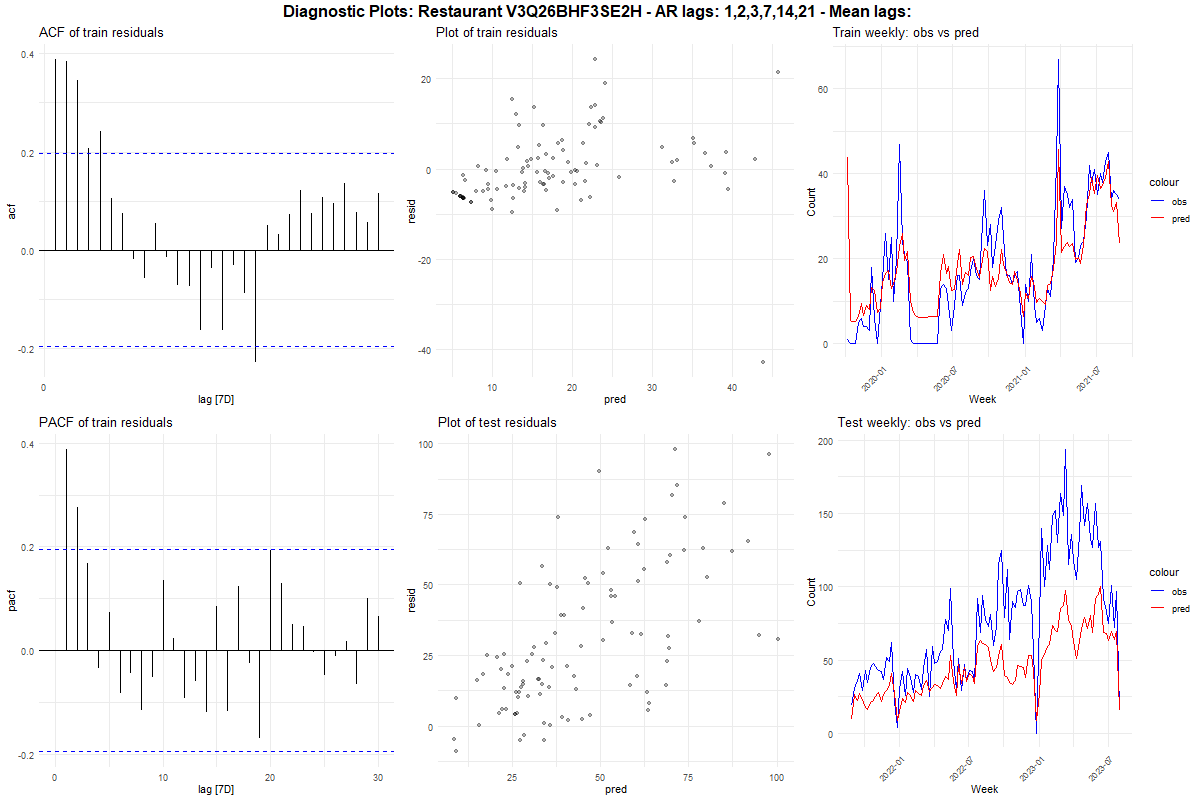 Diagnostic Plots: Restaurant V3Q26BHF3SE2H - AR lags: 1,2,3,7,14,21 - Mean lags:
ACF of train residuals
0.4
0.2
0.0
-0.2
acf
0
lag [7D]
Plot of train residuals
20
0
-20
-40
resid
10
20
30
40
pred
Train weekly: obs vs pred
60
40
20
0
Count
2020-01
2020-07
2021-01
2021-07
Week
colour
obs
pred
PACF of train residuals
0.4
0.2
0.0
-0.2
pacf
0
10
20
30
lag [7D]
Plot of test residuals
100
75
50
25
0
resid
25
50
75
100
pred
Test weekly: obs vs pred
200
150
100
50
0
Count
2022-01
2022-07
2023-01
2023-07
Week
colour
obs
pred